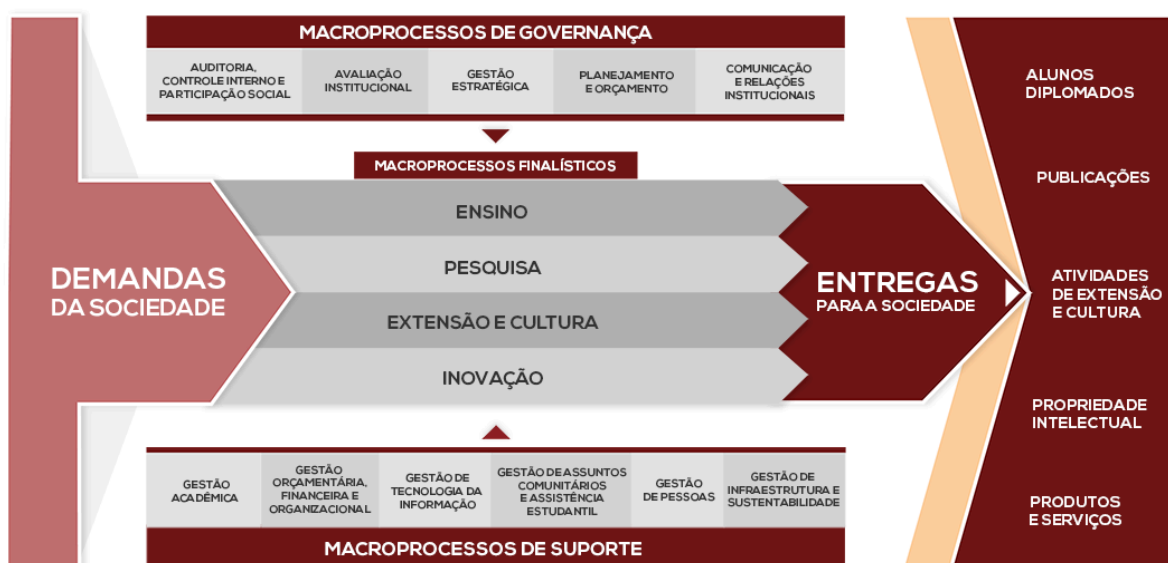 MACROPROCESSOS DE GOVERNANÇA
AUDITORIA,
CONTROLE INTERNO E
PARTICIPAÇÃO SOCIAL
AVALIAÇÃO
INSTITUCIONAL
GESTÃO
ESTRATÉGICA
PLANEJAMENTO
E ORÇAMENTO
COMUNICAÇÃO
E RELAÇÕES
INSTITUCIONAIS
MACROPROCESSOS FINALÍSTICOS
DEMANDAS
DA SOCIEDADE
ENSINO
PESQUISA
EXTENSÃO E CULTURA
INOVAÇÃO
ENTREGAS
PARA A SOCIEDADE
ALUNOS
DIPLOMADOS
PUBLICAÇÕES
ATIVIDADES
DE EXTENSÃO
E CULTURA
PROPRIEDADE
INTELECTUAL
PRODUTOS
E SERVIÇOS
GESTÃO
ACADÊMICA
GESTÃO
ORÇAMENTÁRIA,
FINANCEIRA E
ORGANIZACIONAL
GESTÃO DE
TECNOLOGIA DA
INFORMAÇÃO
GESTÃO DE ASSUNTOS
COMUNITÁRIOS
E ASSISTÊNCIA
ESTUDANTIL
GESTÃO
DE PESSOAS
GESTÃO DE
INFRAESTRUTURA E
SUSTENTABILIDADE
MACROPROCESSOS DE SUPORTE